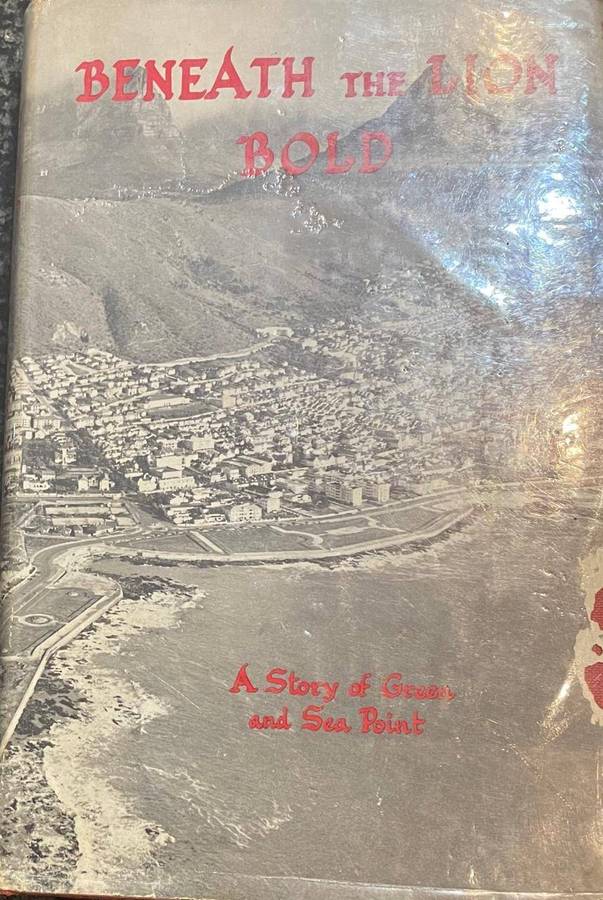 BENEATH THE LION
BOLD
A Story of Green
and Sea Point